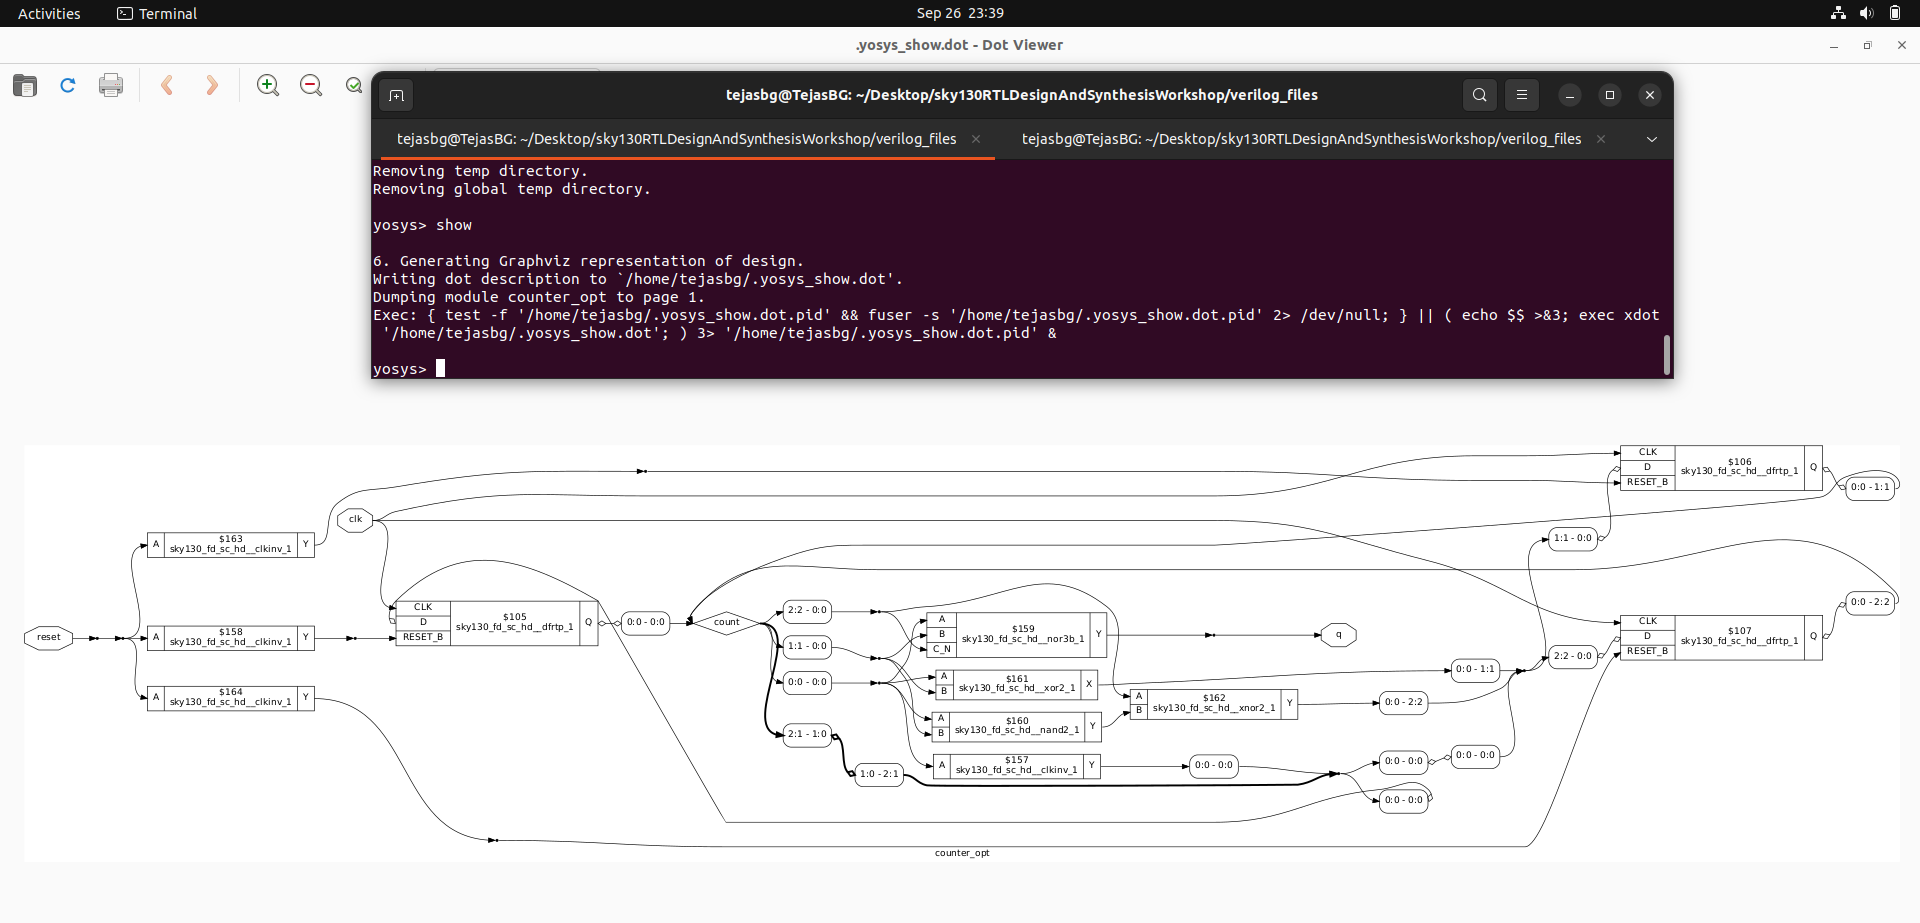 Activities
Terminal
Sep 26 23:39
.yosys_show.dot - Dot Viewer
tejasbg@TejasBG: ~/Desktop/sky130RTLDesignAndSynthesisWorkshop/verilog_files
tejasbg@TejasBG: ~/Desktop/sky130RTLDesignAndSynthesisWorkshop/verilog_files
tejasbg@TejasBG: ~/Desktop/sky130RTLDesignAndSynthesisWorkshop/verilog_files
Removing temp directory.
Removing global temp directory.
yosys> show
6. Generating Graphviz representation of design.
Writing dot description to `/home/tejasbg/.yosys_show.dot'.
Dumping module counter_opt to page 1.
Exec: { test -f '/home/tejasbg/.yosys_show.dot.pid' && fuser -s '/home/tejasbg/.yosys_show.dot.pid' 2> /dev/null; } || ( echo $$ >&3; exec xdot
'/home/tejasbg/.yosys_show.dot'; ) 3> '/home/tejasbg/.yosys_show.dot.pid' &
yosys>
reset
A
$163
sky130_fd_sc_hd__clkinv_1
Y
A
$158
sky130_fd_sc_hd__clkinv_1
Y
A
$164
sky130_fd_sc_hd__clkinv_1
Y
clk
CLK
D
RESET_B
$105
sky130_fd_sc_hd__dfrtp_1
Q
0:0 - 0:0
count
2:2 - 0:0
1:1 - 0:0
0:0 - 0:0
2:1 - 1:0
1:0 - 2:1
A
B
C_N
$159
sky130_fd_sc_hd__nor3b_1
Y
A
B
$161
sky130_fd_sc_hd__xor2_1
X
A
B
$160
sky130_fd_sc_hd__nand2_1
Y
A
$157
sky130_fd_sc_hd__clkinv_1
Y
A
B
$162
sky130_fd_sc_hd__xnor2_1
Y
0:0 - 0:0
q
0:0 - 1:1
0:0 - 2:2
0:0 - 0:0
0:0 - 0:0
0:0 - 0:0
1:1 - 0:0
2:2 - 0:0
CLK
D
RESET_B
$106
sky130_fd_sc_hd__dfrtp_1
Q
0:0 - 1:1
CLK
D
RESET_B
$107
sky130_fd_sc_hd__dfrtp_1
Q
0:0 - 2:2
counter_opt